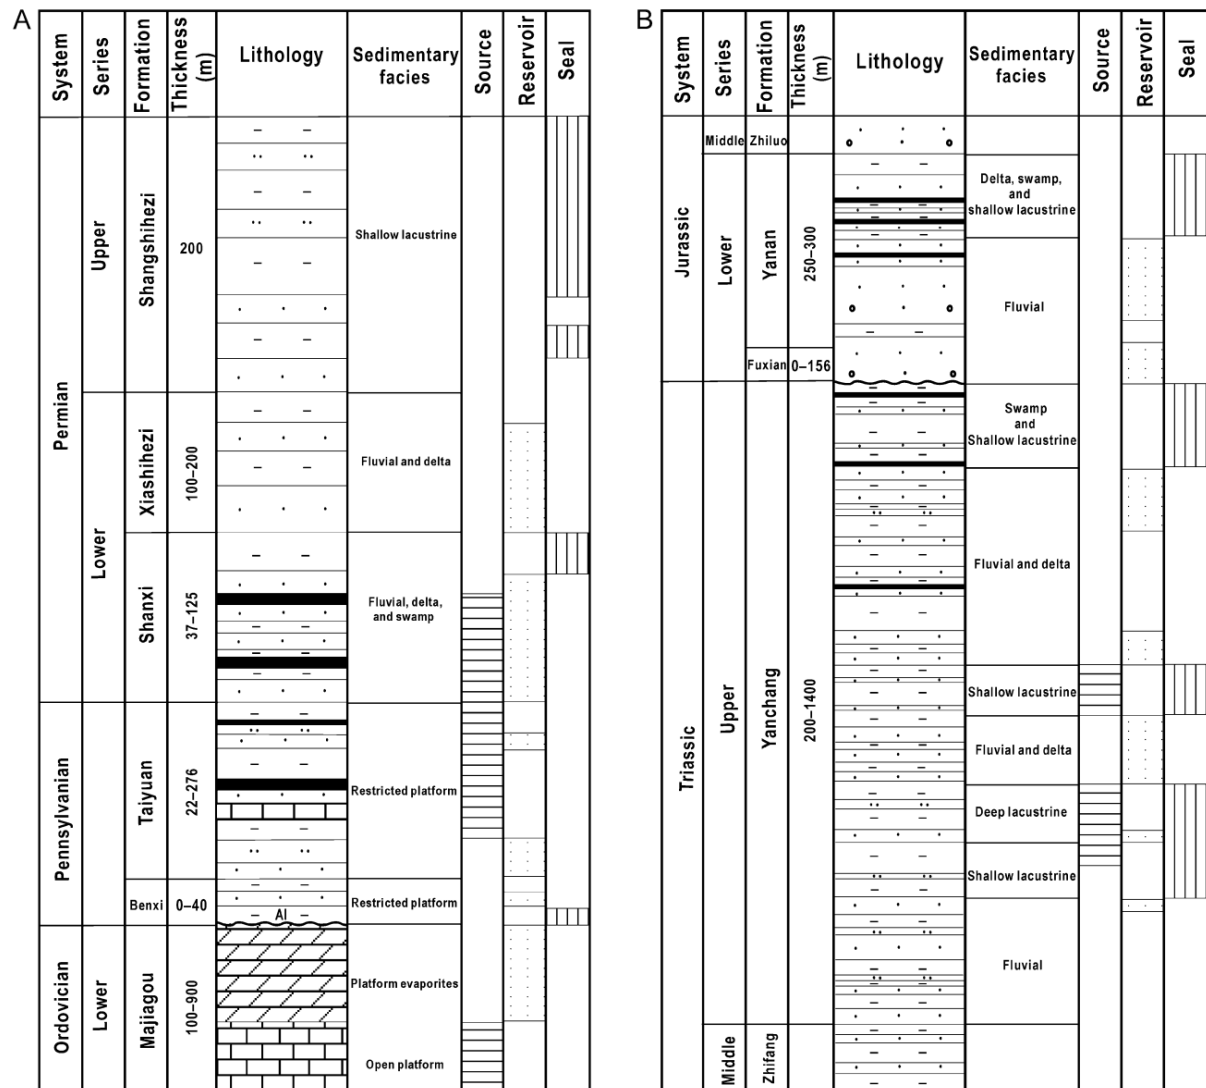 A
System
Series
Formation
Thickness
(m)
Lithology
Sedimentary
facies
Source
Reservoir
Seal
Permian
Upper
Shangshihezi
200
Shallow lacustrine
Lower
Xiashihezi
100–200
Fluvial and delta
Shanxi
37–125
Fluvial, delta,
and swamp
Pennsylvanian
Taiyuan
22–276
Restricted platform
Benxi
0–40
Al
Restricted platform
Ordovician
Lower
Majiagou
100–900
Platform evaporites
Open platform
B
System
Series
Formation
Thickness
(m)
Lithology
Sedimentary
facies
Source
Reservoir
Seal
Jurassic
Middle
Zhiluo
Lower
Yanan
250–300
Delta, swamp,
and
shallow lacustrine
Fluvial
Fuxian
0–156
Triassic
Upper
Yanchang
200–1400
Swamp
and
Shallow lacustrine
Fluvial and delta
Shallow lacustrine
Fluvial and delta
Deep lacustrine
Shallow lacustrine
Fluvial
Middle
Zhifang